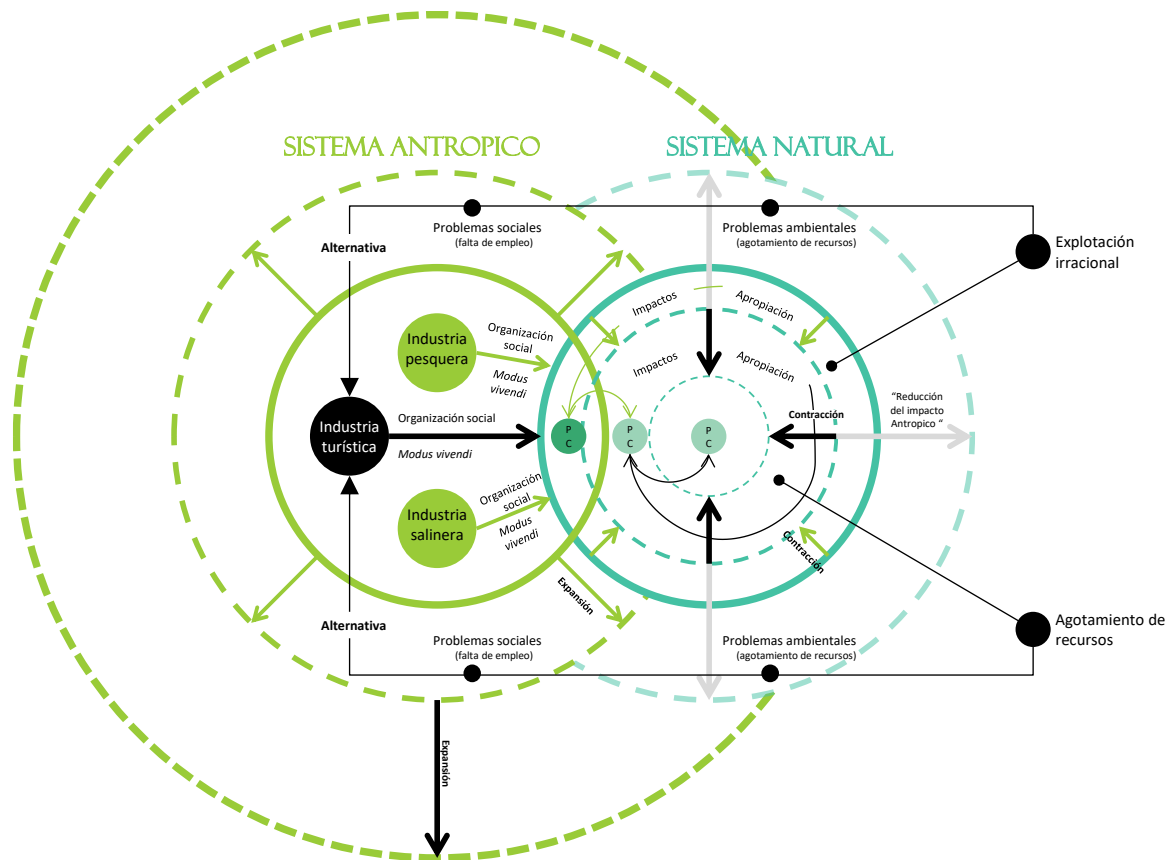 SISTEMA ANTROPICO
SISTEMA NATURAL
Problemas sociales
(falta de empleo)
Problemas ambientales
(agotamiento de recursos)
Alternativa
Explotación
irracional
Impactos
Apropiación
Industria
pesquera
Organización
social
Modus
vivendi
Impactos
Apropiación
"Reducción
del impacto
Antropico "
Contracción
Industria
turística
Organización social
Modus vivendi
P
C
P
C
P
C
Industria
salinera
Organización
social
Modus
vivendi
Contracción
Expansión
Alternativa
Problemas sociales
(falta de empleo)
Problemas ambientales
(agotamiento de recursos)
Agotamiento de
recursos
Expansión